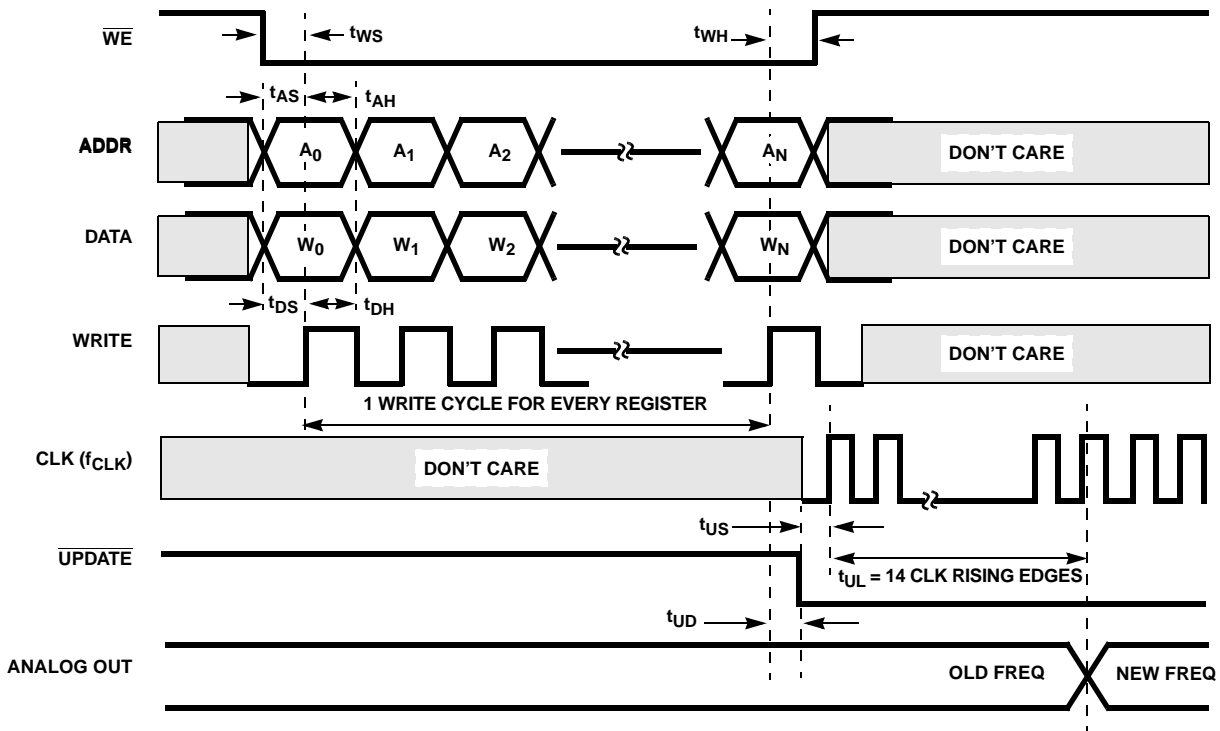 WE
tWS
tWH
tAS
tAH
ADDR
A0
A1
A2
AN
DON'T CARE
DATA
W0
W1
W2
WN
DON'T CARE
tDS
tDH
WRITE
DON'T CARE
1 WRITE CYCLE FOR EVERY REGISTER
CLK (fCLK)
DON'T CARE
tUS
UPDATE
tUL = 14 CLK RISING EDGES
tUD
ANALOG OUT
OLD FREQ
NEW FREQ